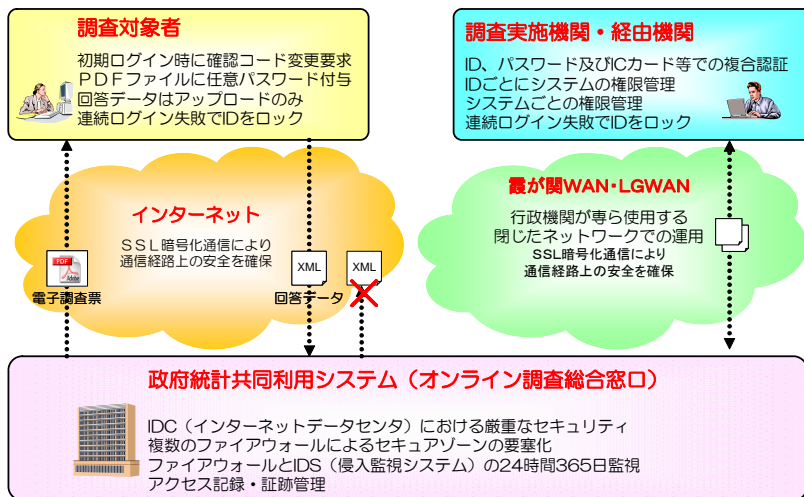 調査対象者
初期ログイン時に確認コード変更要求
ＰＤＦファイルに任意パスワード付与
回答データはアップロードのみ
連続ログイン失敗でIDをロック
調査実施機関・経由機関
ID、パスワード及びICカード等での複合認証
IDごとにシステムの権限管理
システムごとの権限管理
連続ログイン失敗でIDをロック
インターネット
ＳＳＬ暗号化通信により
通信経路上の安全を確保
PDF
Adobe
電子調査票
XML
回答データ
XML
霞が関WAN・LGWAN
行政機関が専ら使用する
閉じたネットワークでの運用
SSL暗号化通信により
通信経路上の安全を確保
政府統計共同利用システム（オンライン調査総合窓口）
IDC（インターネットデータセンタ）における厳重なセキュリティ
複数のファイアウォールによるセキュアゾーンの要塞化
ファイアウォールとIDS（侵入監視システム）の24時間365日監視
アクセス記録・証跡管理